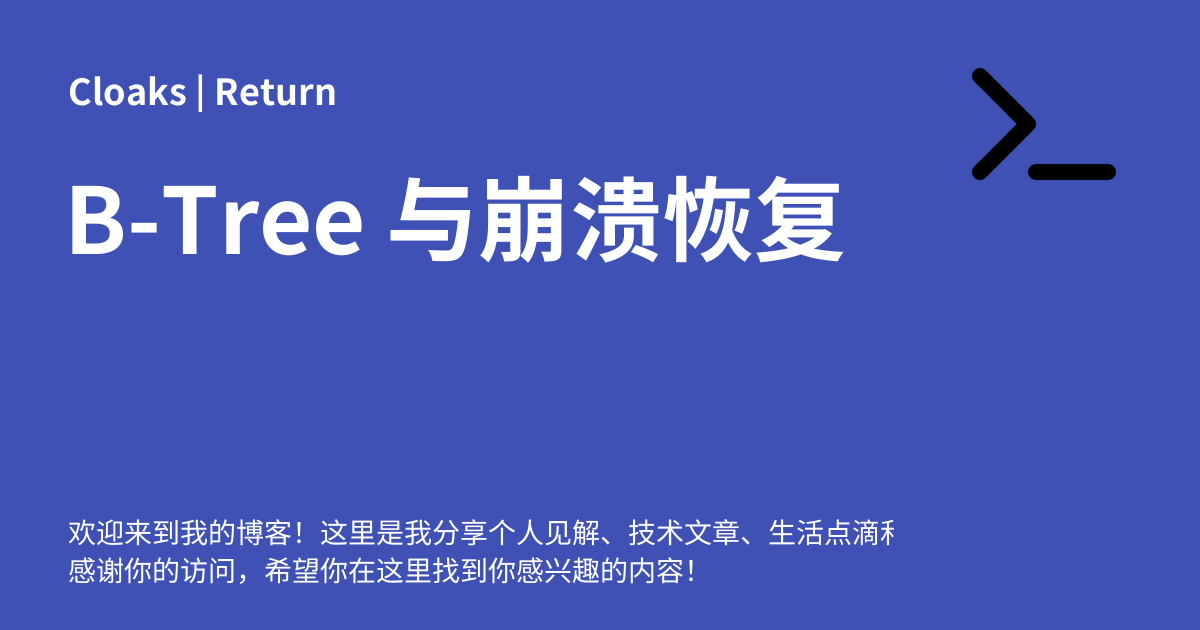 Cloaks | Return
B-Tree 与崩溃恢复
欢迎来到我的博客！这里是我分享个人见解、技术文章、生活点滴
感谢你的访问，希望你在这里找到你感兴趣的内容！